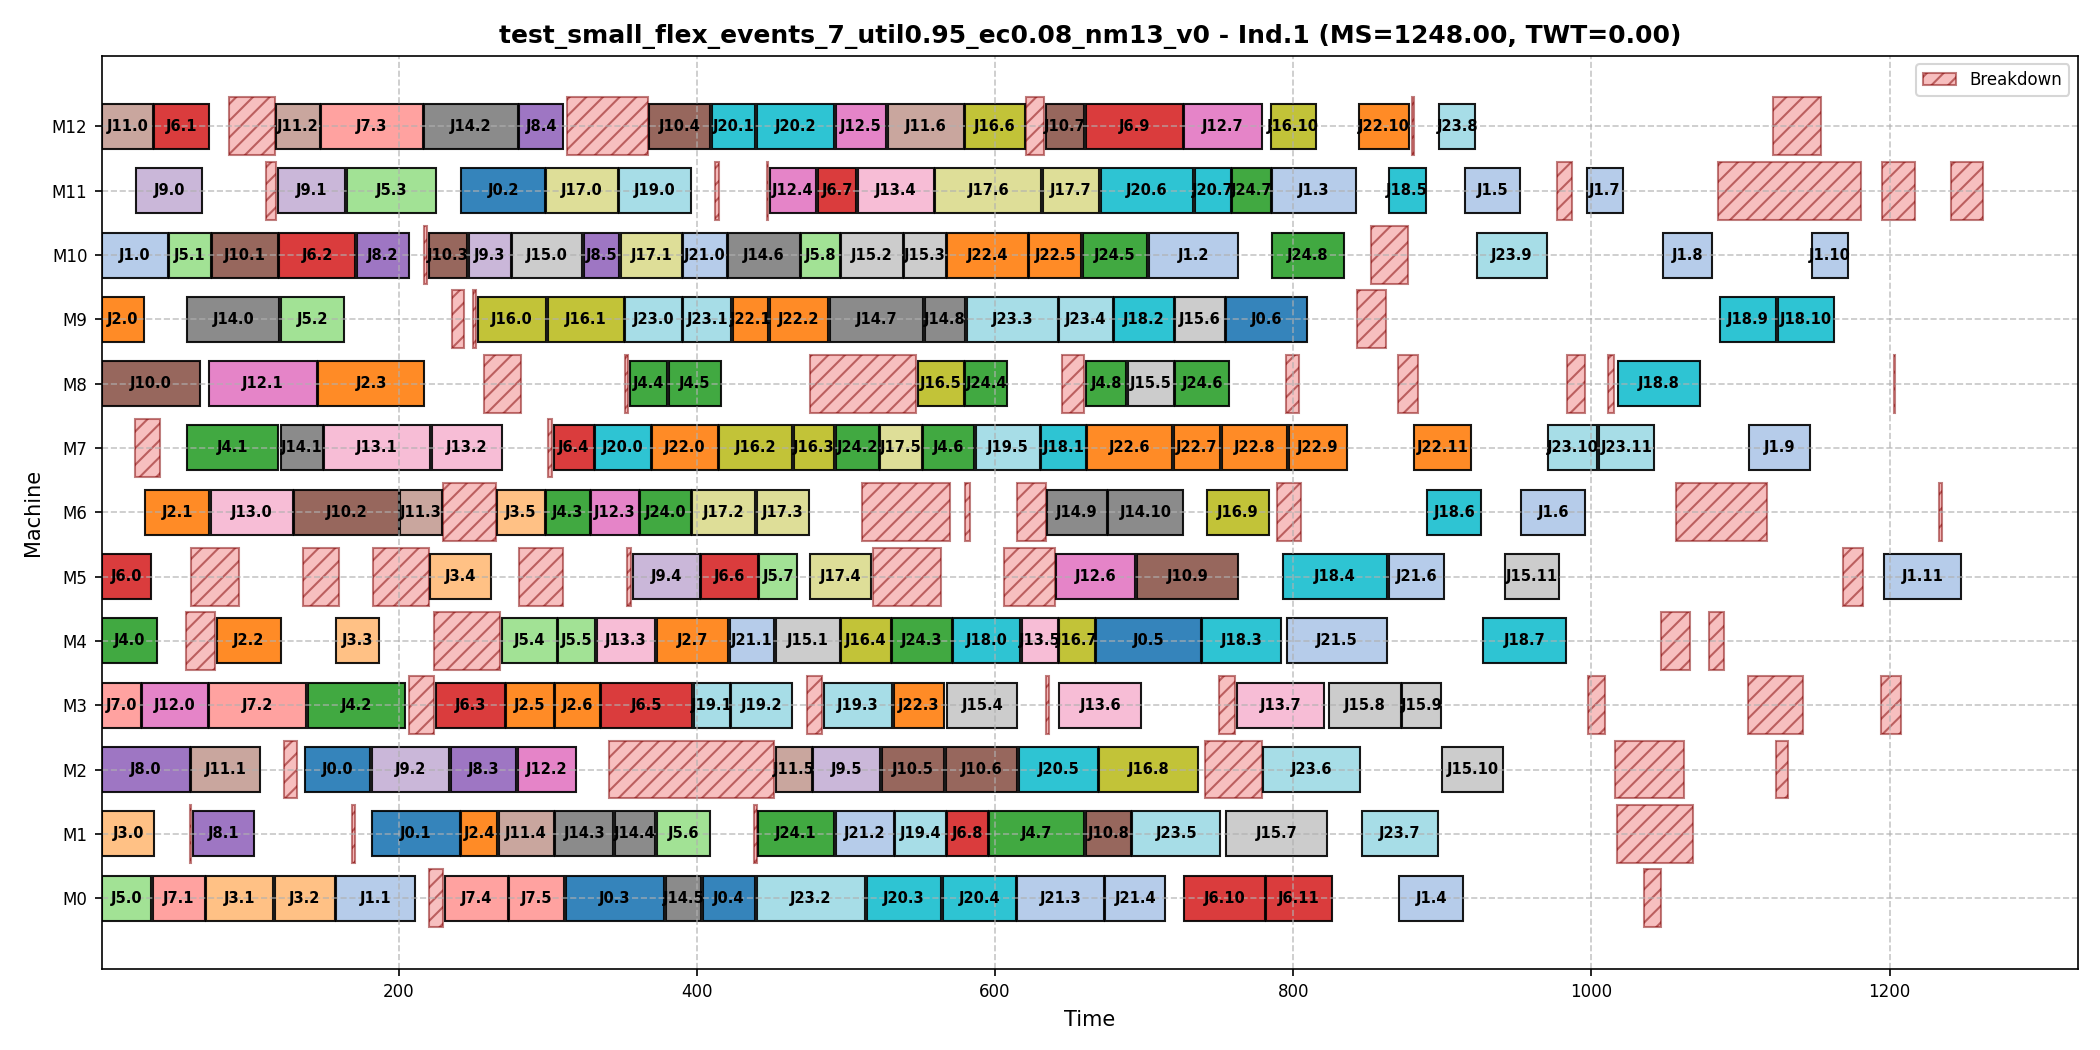 test_small_flex_events_7_util0.95_ec0.08_nm13_v0 - Ind.1 (MS=1248.00, TWT=0.00)
Breakdown
M12 J11.0 J6.1 J11.2 J7.3 J14.2 J8.4 J10.4 J20.1 J20.2 J12.5 J11.6 J16.6 J10.7 J6.9 J12.7 J16.10 J22.10 J23.8
M11 J9.0 J9.1 J5.3 J0.2 J17.0 J19.0 J12.4 J6.7 J13.4 J17.6 J17.7 J20.6 J20.7 J24.7 J1.3 J18.5 J1.5 J1.7
M10 J1.0 J5.1 J10.1 J6.2 J8.2 J10.3 J9.3 J15.0 J8.5 J17.1 J21.0 J14.6 J5.8 J15.2 J15.3 J22.4 J22.5 J24.5 J1.2 J24.8 J23.9 J1.8 J1.10
M9 J2.0 J14.0 J5.2 J16.0 J16.1 J23.0 J23.1 J22.1 J22.2 J14.7 J14.8 J23.3 J23.4 J18.2 J15.6 J0.6 J18.9 J18.10
M8 J10.0 J12.1 J2.3 J4.4 J4.5 J16.5 J24.4 J4.8 J15.5 J24.6 J18.8
M7 J4.1 J14.1 J13.1 J13.2 J6.4 J20.0 J22.0 J16.2 J16.3 J24.2 J17.5 J4.6 J19.5 J18.1 J22.6 J22.7 J22.8 J22.9 J22.11 J23.10 J23.11 J1.9
M6 J2.1 J13.0 J10.2 J11.3 J3.5 J4.3 J12.3 J24.0 J17.2 J17.3 J14.9 J14.10 J16.9 J18.6 J1.6
M5 J6.0 J3.4 J9.4 J6.6 J5.7 J17.4 J12.6 J10.9 J18.4 J21.6 J15.11 J1.11
M4 J4.0 J2.2 J3.3 J5.4 J5.5 J13.3 J2.7 J21.1 J15.1 J16.4 J24.3 J18.0 J13.5 J16.7 J0.5 J18.3 J21.5 J18.7
M3 J7.0 J12.0 J7.2 J4.2 J6.3 J2.5 J2.6 J6.5 J19.1 J19.2 J19.3 J22.3 J15.4 J13.6 J13.7 J15.8 J15.9
M2 J8.0 J11.1 J0.0 J9.2 J8.3 J12.2 J11.5 J9.5 J10.5 J10.6 J20.5 J16.8 J23.6 J15.10
M1 J3.0 J8.1 J0.1 J2.4 J11.4 J14.3 J14.4 J5.6 J24.1 J21.2 J19.4 J6.8 J4.7 J10.8 J23.5 J15.7 J23.7
M0 J5.0 J7.1 J3.1 J3.2 J1.1 J7.4 J7.5 J0.3 J14.5 J0.4 J23.2 J20.3 J20.4 J21.3 J21.4 J6.10 J6.11 J1.4
Machine
200 400 600 800 1000 1200
Time